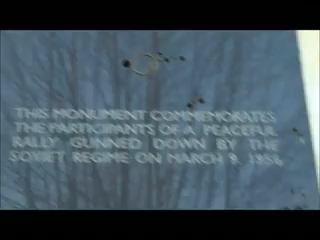 THIS MONUMENT COMMEMORATES
THE PARTICIPANTS OF A PEACEFUL
RALLY GUNNED DOWN BY THE
SOVIET REGIME ON MARCH 9, 1956